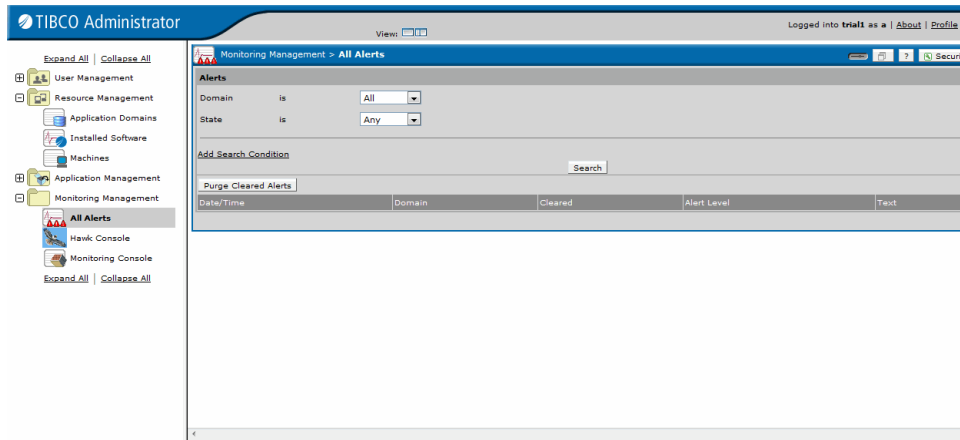 TIBCO Administrator
View:
Logged into trial1 as a | About | Profile
Expand All | Collapse All
User Management
Resource Management
Application Domains
Installed Software
Machines
Application Management
Monitoring Management
All Alerts
Hawk Console
Monitoring Console
Expand All | Collapse All
Monitoring Management > All Alerts
? Securi
Alerts
Domain is All
State is Any
Add Search Condition
Search
Purge Cleared Alerts
Date/Time Domain Cleared Alert Level Text